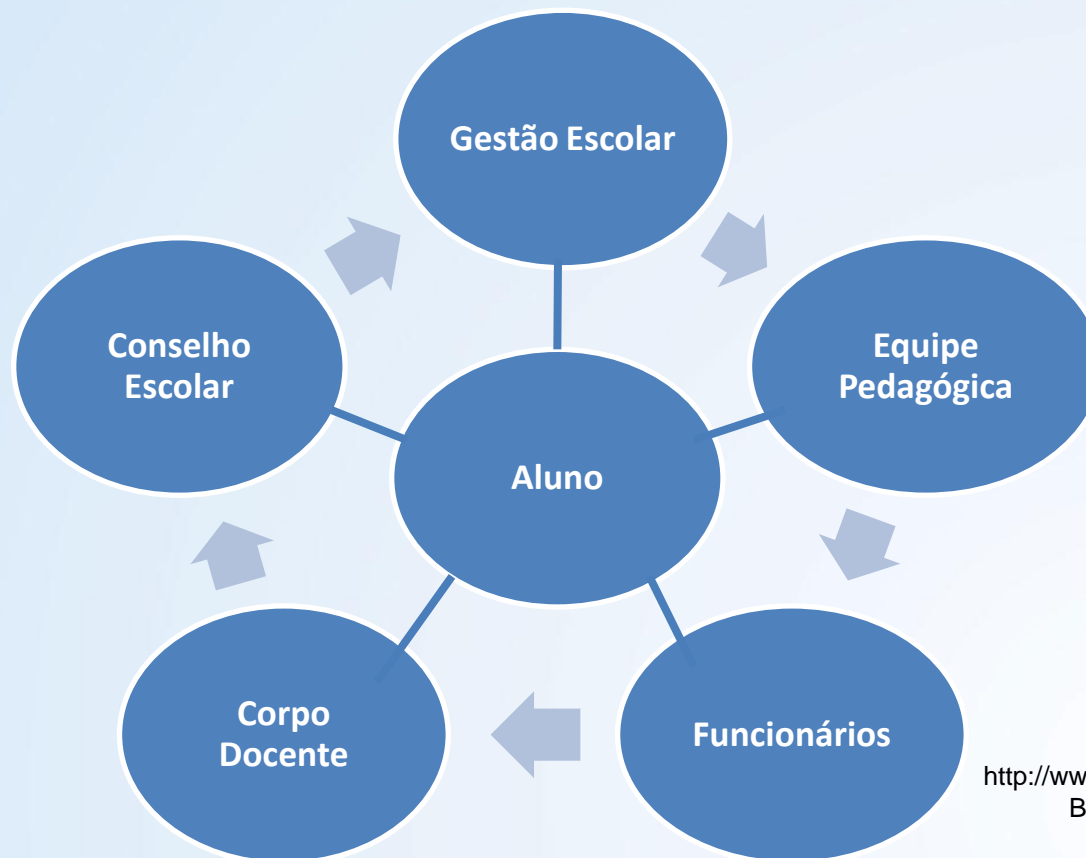 Gestão Escolar
Conselho
Escolar
Equipe
Pedagógica
Aluno
Corpo
Docente
Funcionários
http://ww
B